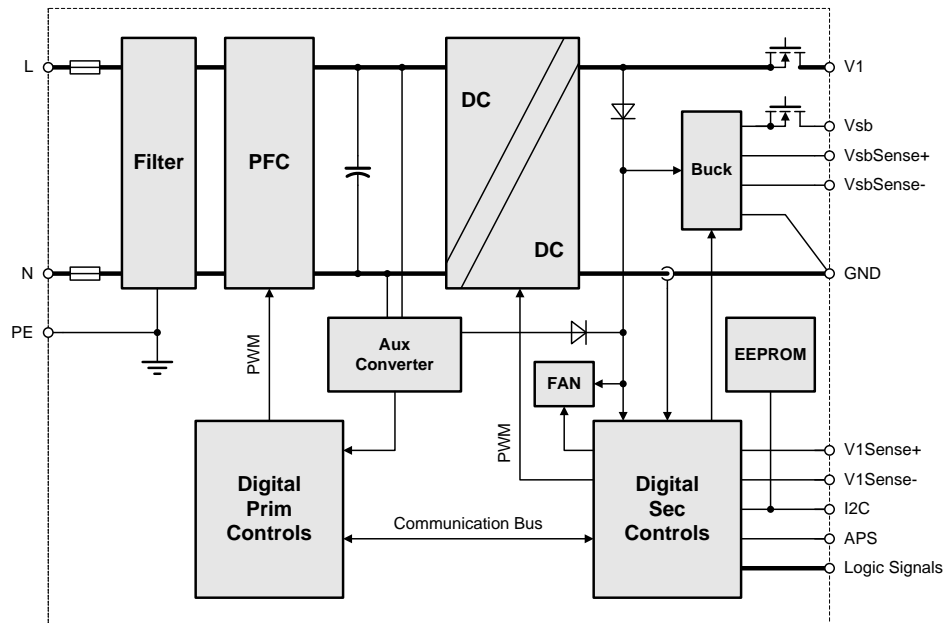 L
V1
DC
Vsb
Filter
PFC
Buck
VsbSense+
VsbSense-
DC
N
GND
PE
PWM
Aux
Converter
EEPROM
FAN
PWM
V1Sense+
V1Sense-
Digital
Prim
Controls
Digital
Sec
Controls
I2C
Communication Bus
APS
Logic Signals